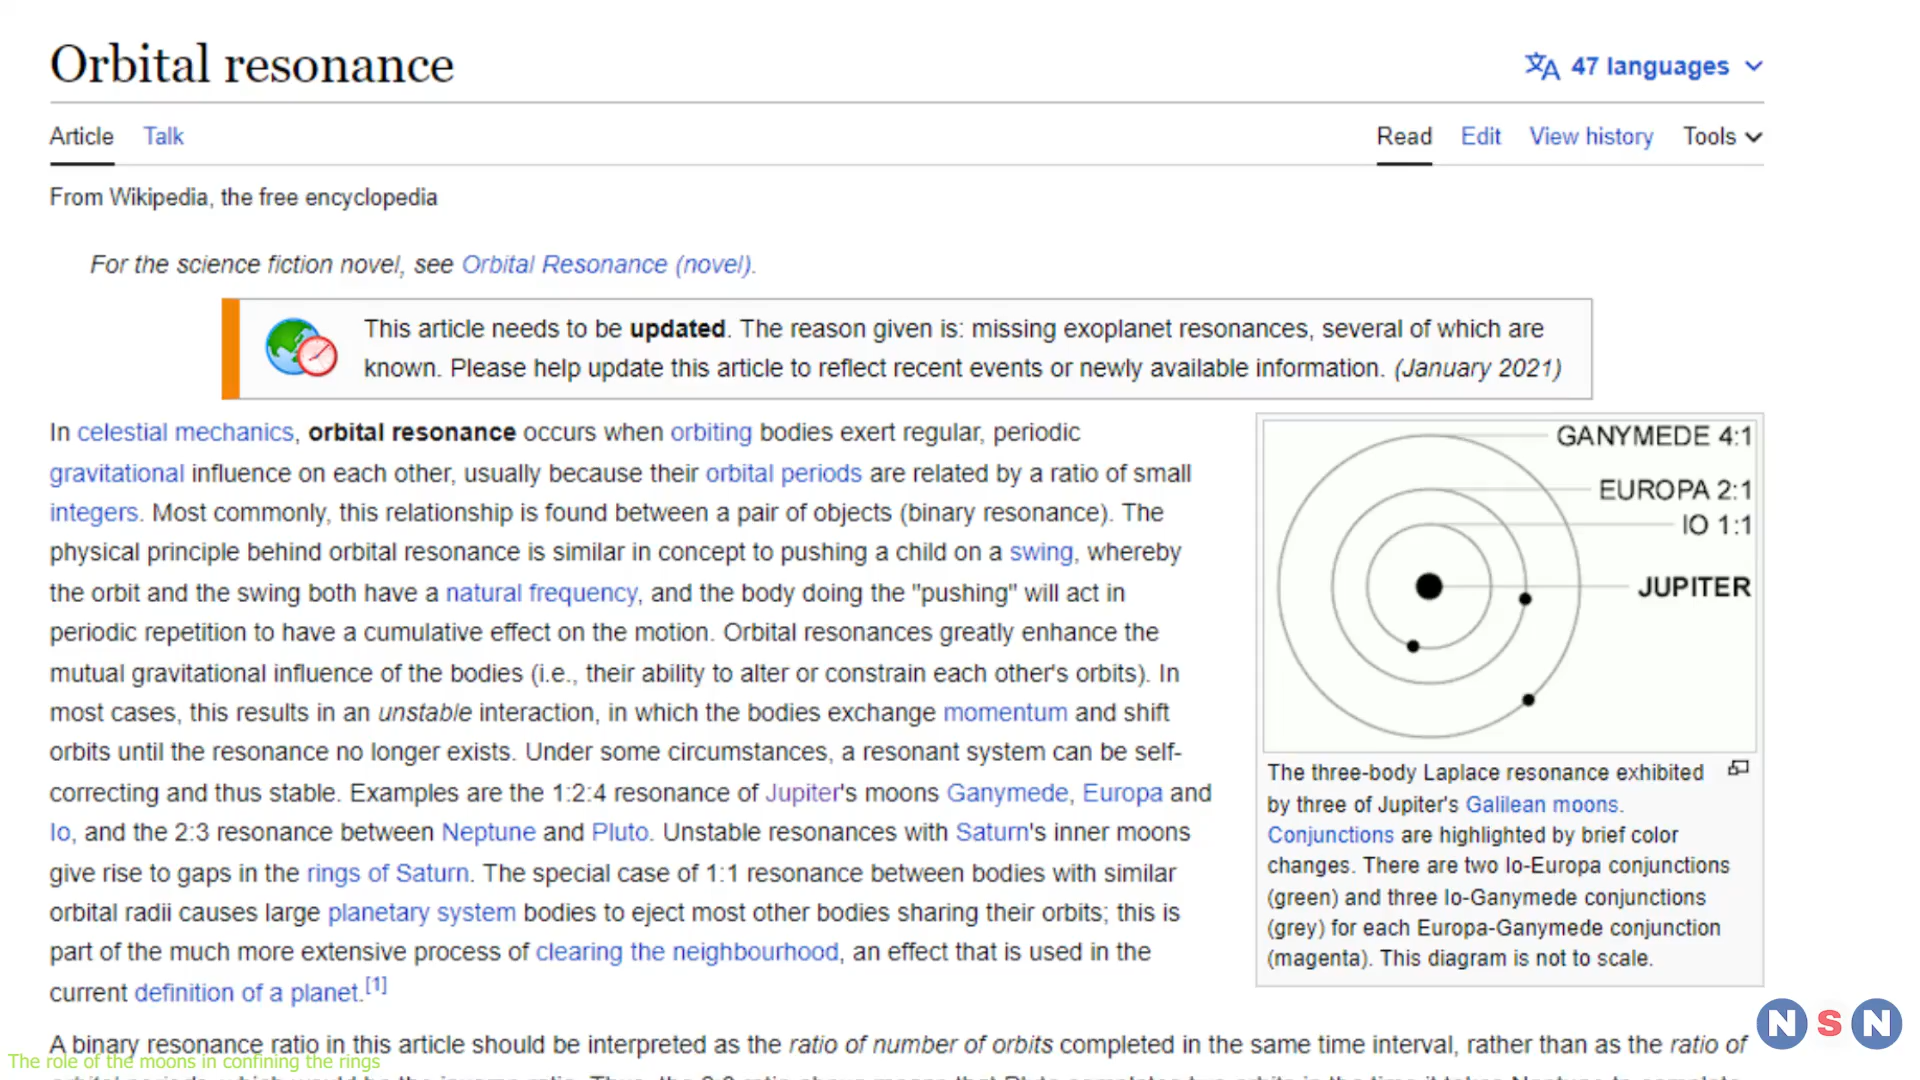 Orbital resonance
47 languages
Article Talk Read Edit View history Tools
From Wikipedia, the free encyclopedia
For the science fiction novel, see Orbital Resonance (novel).
This article needs to be updated. The reason given is: missing exoplanet resonances, several of which are
known. Please help update this article to reflect recent events or newly available information. (January 2021)
In celestial mechanics, orbital resonance occurs when orbiting bodies exert regular, periodic
gravitational influence on each other, usually because their orbital periods are related by a ratio of small
integers. Most commonly, this relationship is found between a pair of objects (binary resonance). The
physical principle behind orbital resonance is similar in concept to pushing a child on a swing, whereby
the orbit and the swing both have a natural frequency, and the body doing the "pushing" will act in
periodic repetition to have a cumulative effect on the motion. Orbital resonances greatly enhance the
mutual gravitational influence of the bodies (i.e., their ability to alter or constrain each other's orbits). In
most cases, this results in an unstable interaction, in which the bodies exchange momentum and shift
orbits until the resonance no longer exists. Under some circumstances, a resonant system can be self-
correcting and thus stable. Examples are the 1:2:4 resonance of Jupiter's moons Ganymede, Europa and
Io, and the 2:3 resonance between Neptune and Pluto. Unstable resonances with Saturn's inner moons
give rise to gaps in the rings of Saturn. The special case of 1:1 resonance between bodies with similar
orbital radii causes large planetary system bodies to eject most other bodies sharing their orbits; this is
part of the much more extensive process of clearing the neighbourhood, an effect that is used in the
current definition of a planet.[1]
GANYMEDE 4:1
EUROPA 2:1
IO 1:1
JUPITER
The three-body Laplace resonance exhibited
by three of Jupiter's Galilean moons.
Conjunctions are highlighted by brief color
changes. There are two Io-Europa conjunctions
(green) and three Io-Ganymede conjunctions
(grey) for each Europa-Ganymede conjunction
(magenta). This diagram is not to scale.
A binary resonance ratio in this article should be interpreted as the ratio of number of orbits completed in the same time interval, rather than as the ratio of
The role of the moons in confining the rings
N S N